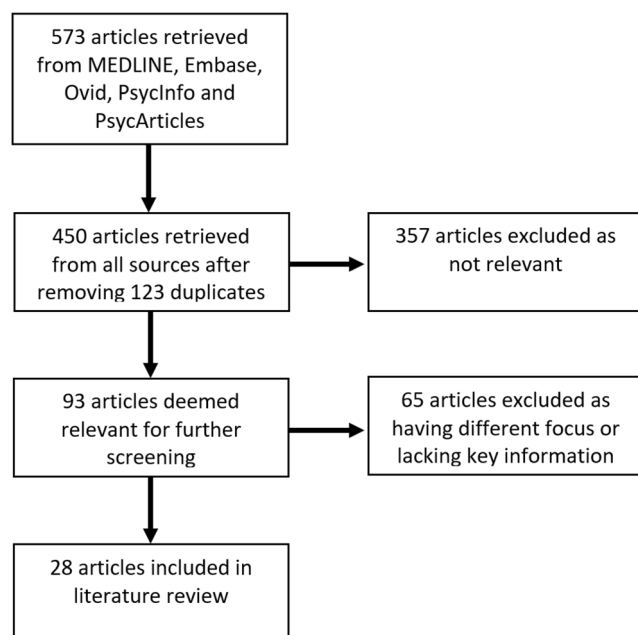 573 articles retrieved
from MEDLINE, Embase,
Ovid, PsycInfo and
PsycArticles
450 articles retrieved
from all sources after
removing 123 duplicates
357 articles excluded as
not relevant
93 articles deemed
relevant for further
screening
65 articles excluded as
having different focus or
lacking key information
28 articles included in
literature review